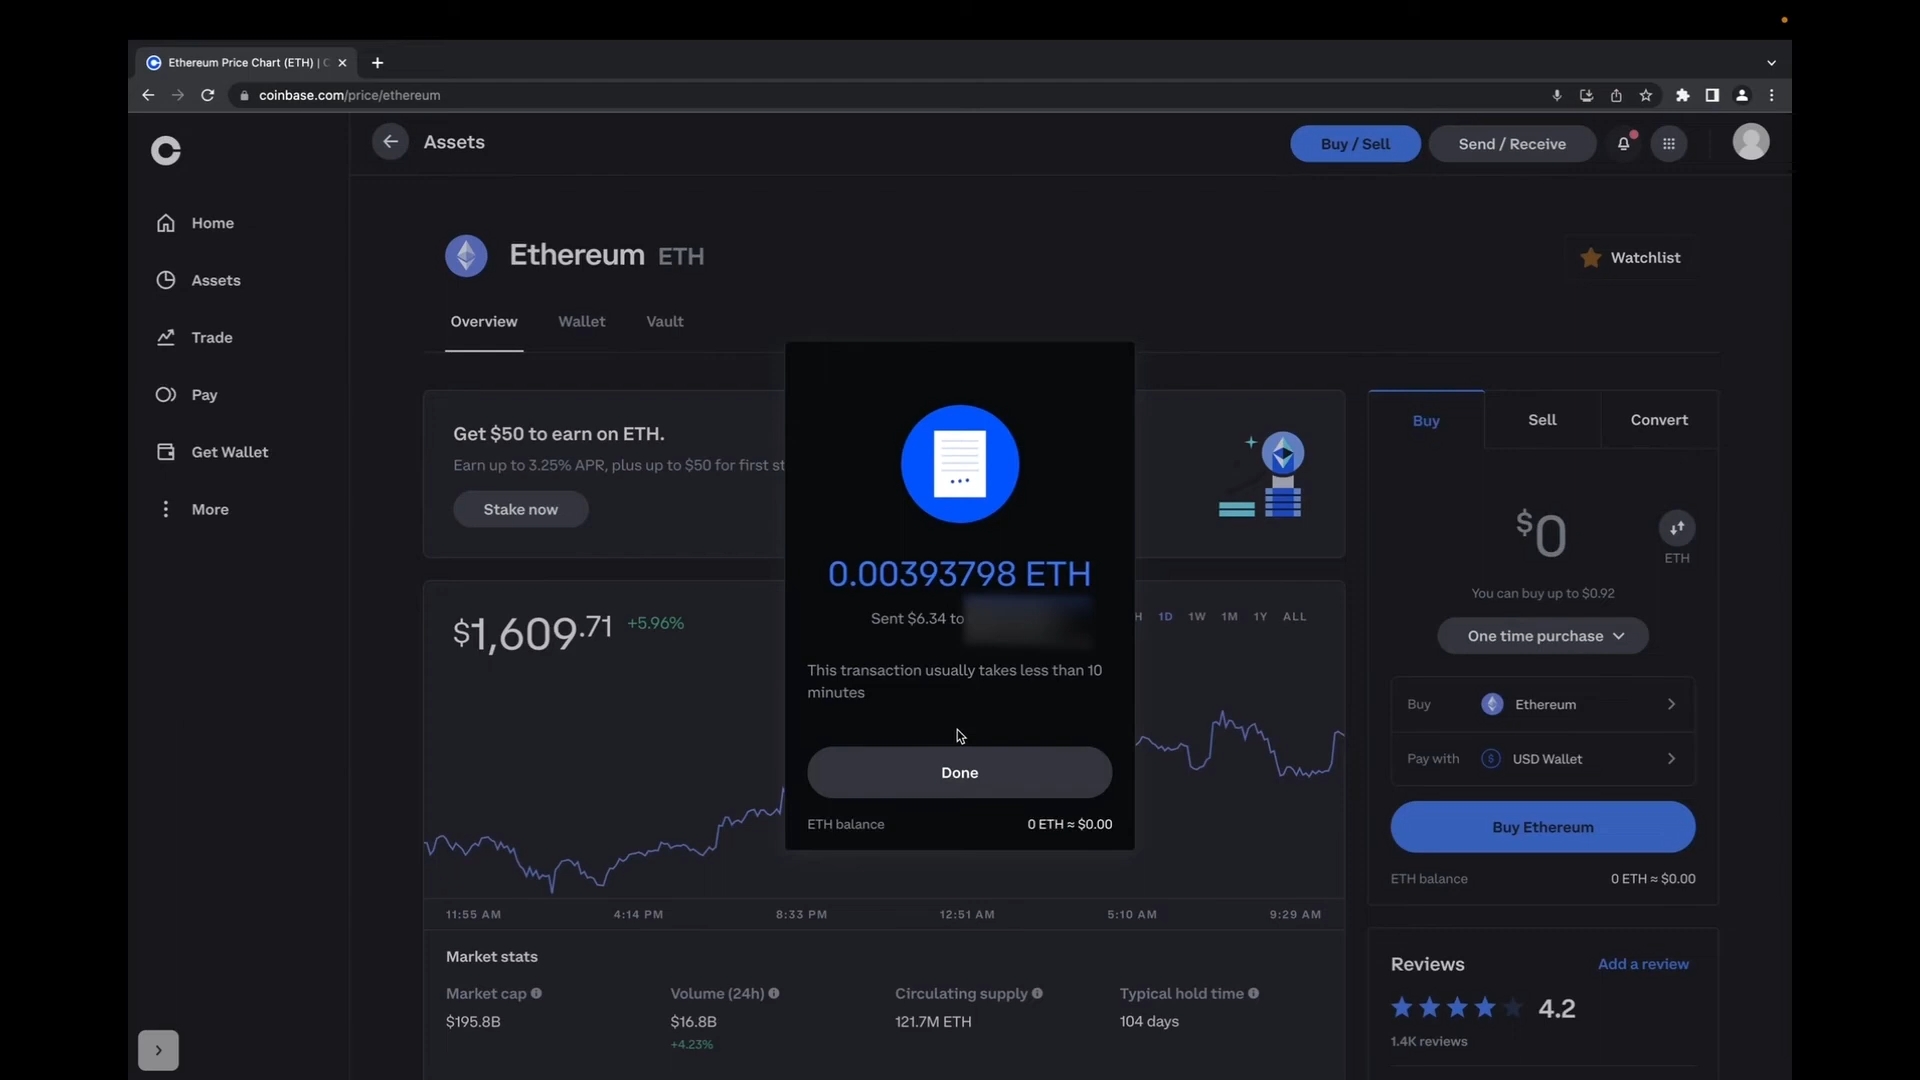 Ethereum Price Chart (ETH) |
coinbase.com/price/ethereum
Assets
Buy / Sell
Send / Receive
Home
Assets
Trade
Pay
Get Wallet
More
Ethereum ETH
Watchlist
Overview
Wallet
Vault
Get $50 to earn on ETH.
Earn up to 3.25% APR, plus up to $50 for first
Stake now
$1,609.71 +5.96%
H 1D 1W 1M 1Y ALL
11:55 AM 4:14 PM 8:33 PM 12:51 AM 5:10 AM 9:29 AM
Market stats
Market cap
$195.8B
Volume (24h)
$16.8B
+4.23%
Circulating supply
121.7M ETH
Typical hold time
104 days
0.00393798 ETH
Sent $6.34 to
This transaction usually takes less than 10
minutes
Done
ETH balance 0 ETH ≈ $0.00
Buy
Sell
Convert
$0
ETH
You can buy up to $0.92
One time purchase
Buy Ethereum
Pay with USD Wallet
Buy Ethereum
ETH balance 0 ETH ≈ $0.00
Reviews
Add a review
4.2
1.4K reviews